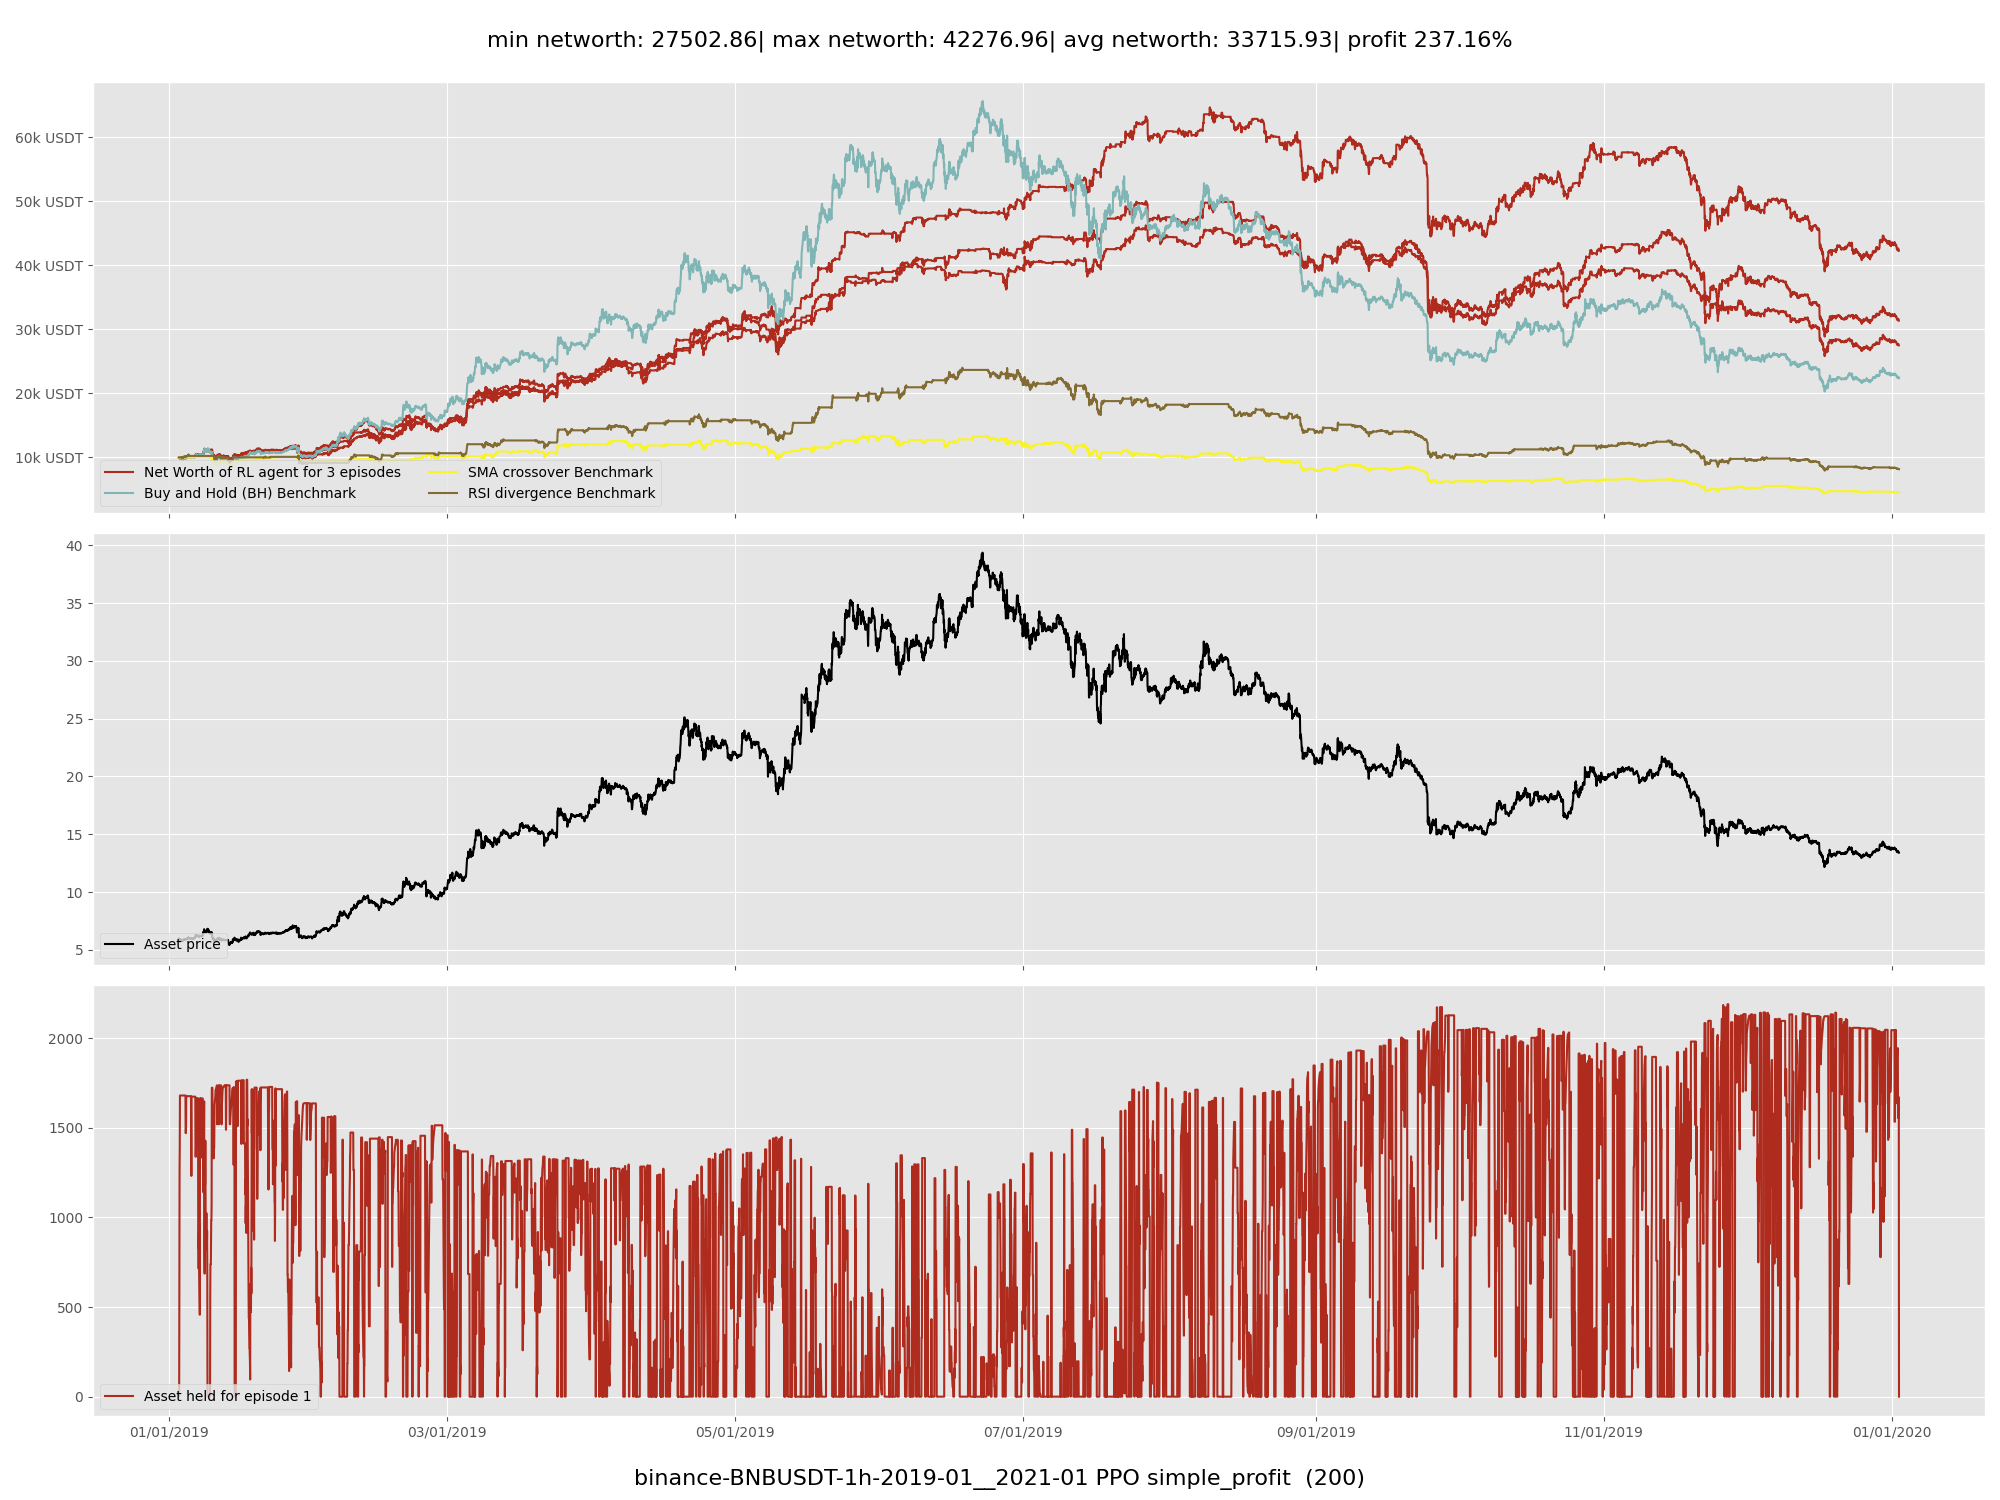 min networth: 27502.86| max networth: 42276.96| avg networth: 33715.93| profit 237.16%
60k USDT
50k USDT
40k USDT
30k USDT
20k USDT
10k USDT
Net Worth of RL agent for 3 episodes
Buy and Hold (BH) Benchmark
SMA crossover Benchmark
RSI divergence Benchmark
40
35
30
25
20
15
10
5
Asset price
2000
1500
1000
500
0
Asset held for episode 1
01/01/2019 03/01/2019 05/01/2019 07/01/2019 09/01/2019 11/01/2019 01/01/2020
binance-BNBUSDT-1h-2019-01__2021-01 PPO simple_profit  (200)